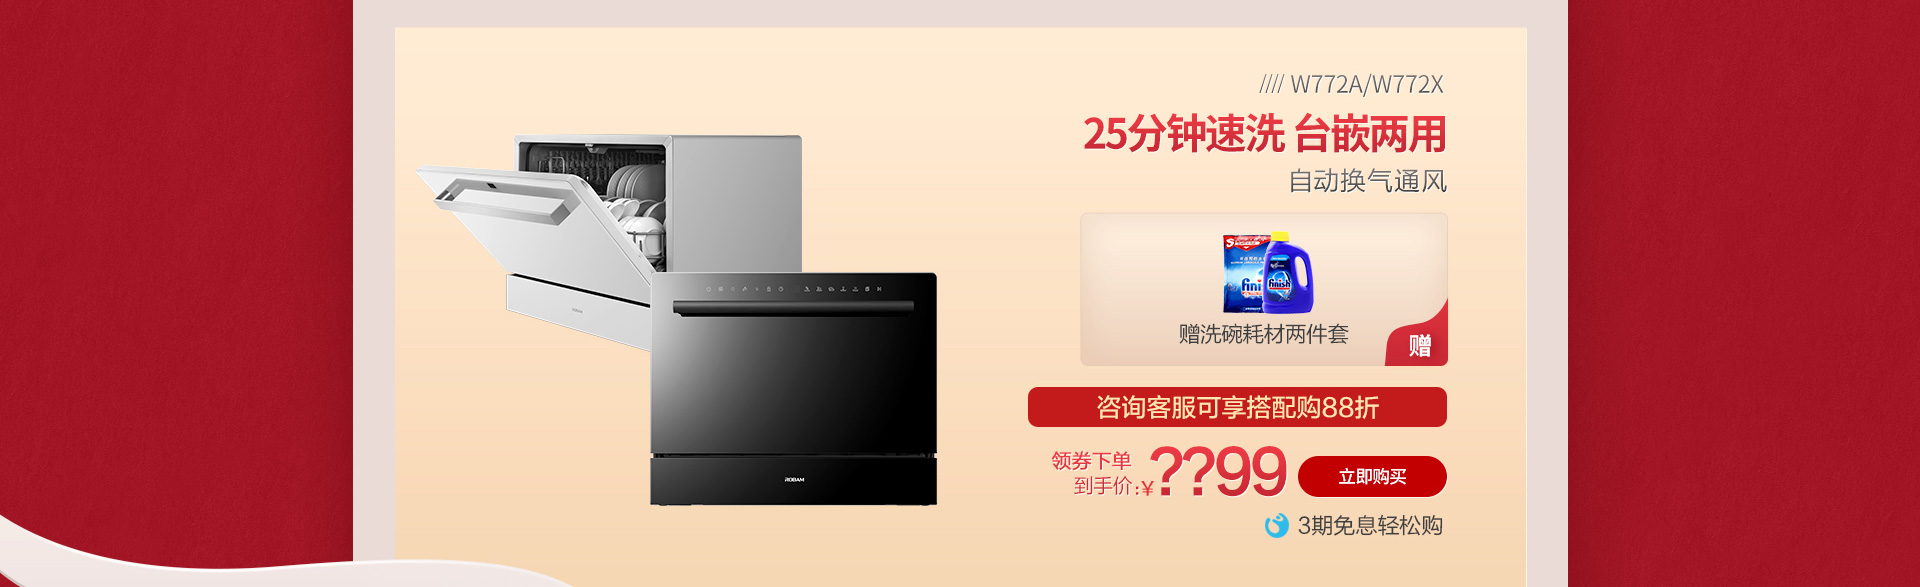 //// W772A/W772X
25分钟速洗 台嵌两用
自动换气通风
finish
finish
赠洗碗耗材两件套
赠
咨询客服可享搭配购88折
领券下单
到手价:¥??99
立即购买
3期免息轻松购
ROBAM